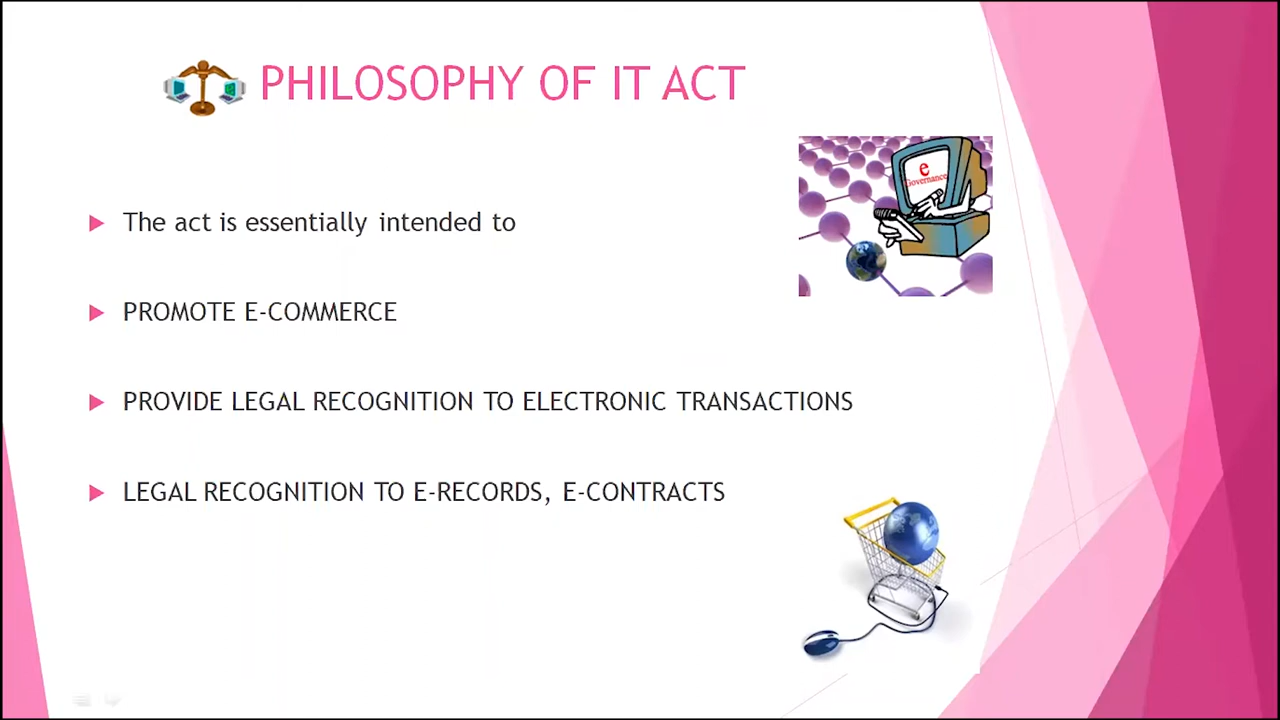 PHILOSOPHY OF IT ACT
e
Governance
The act is essentially intended to
PROMOTE E-COMMERCE
PROVIDE LEGAL RECOGNITION TO ELECTRONIC TRANSACTIONS
LEGAL RECOGNITION TO E-RECORDS, E-CONTRACTS